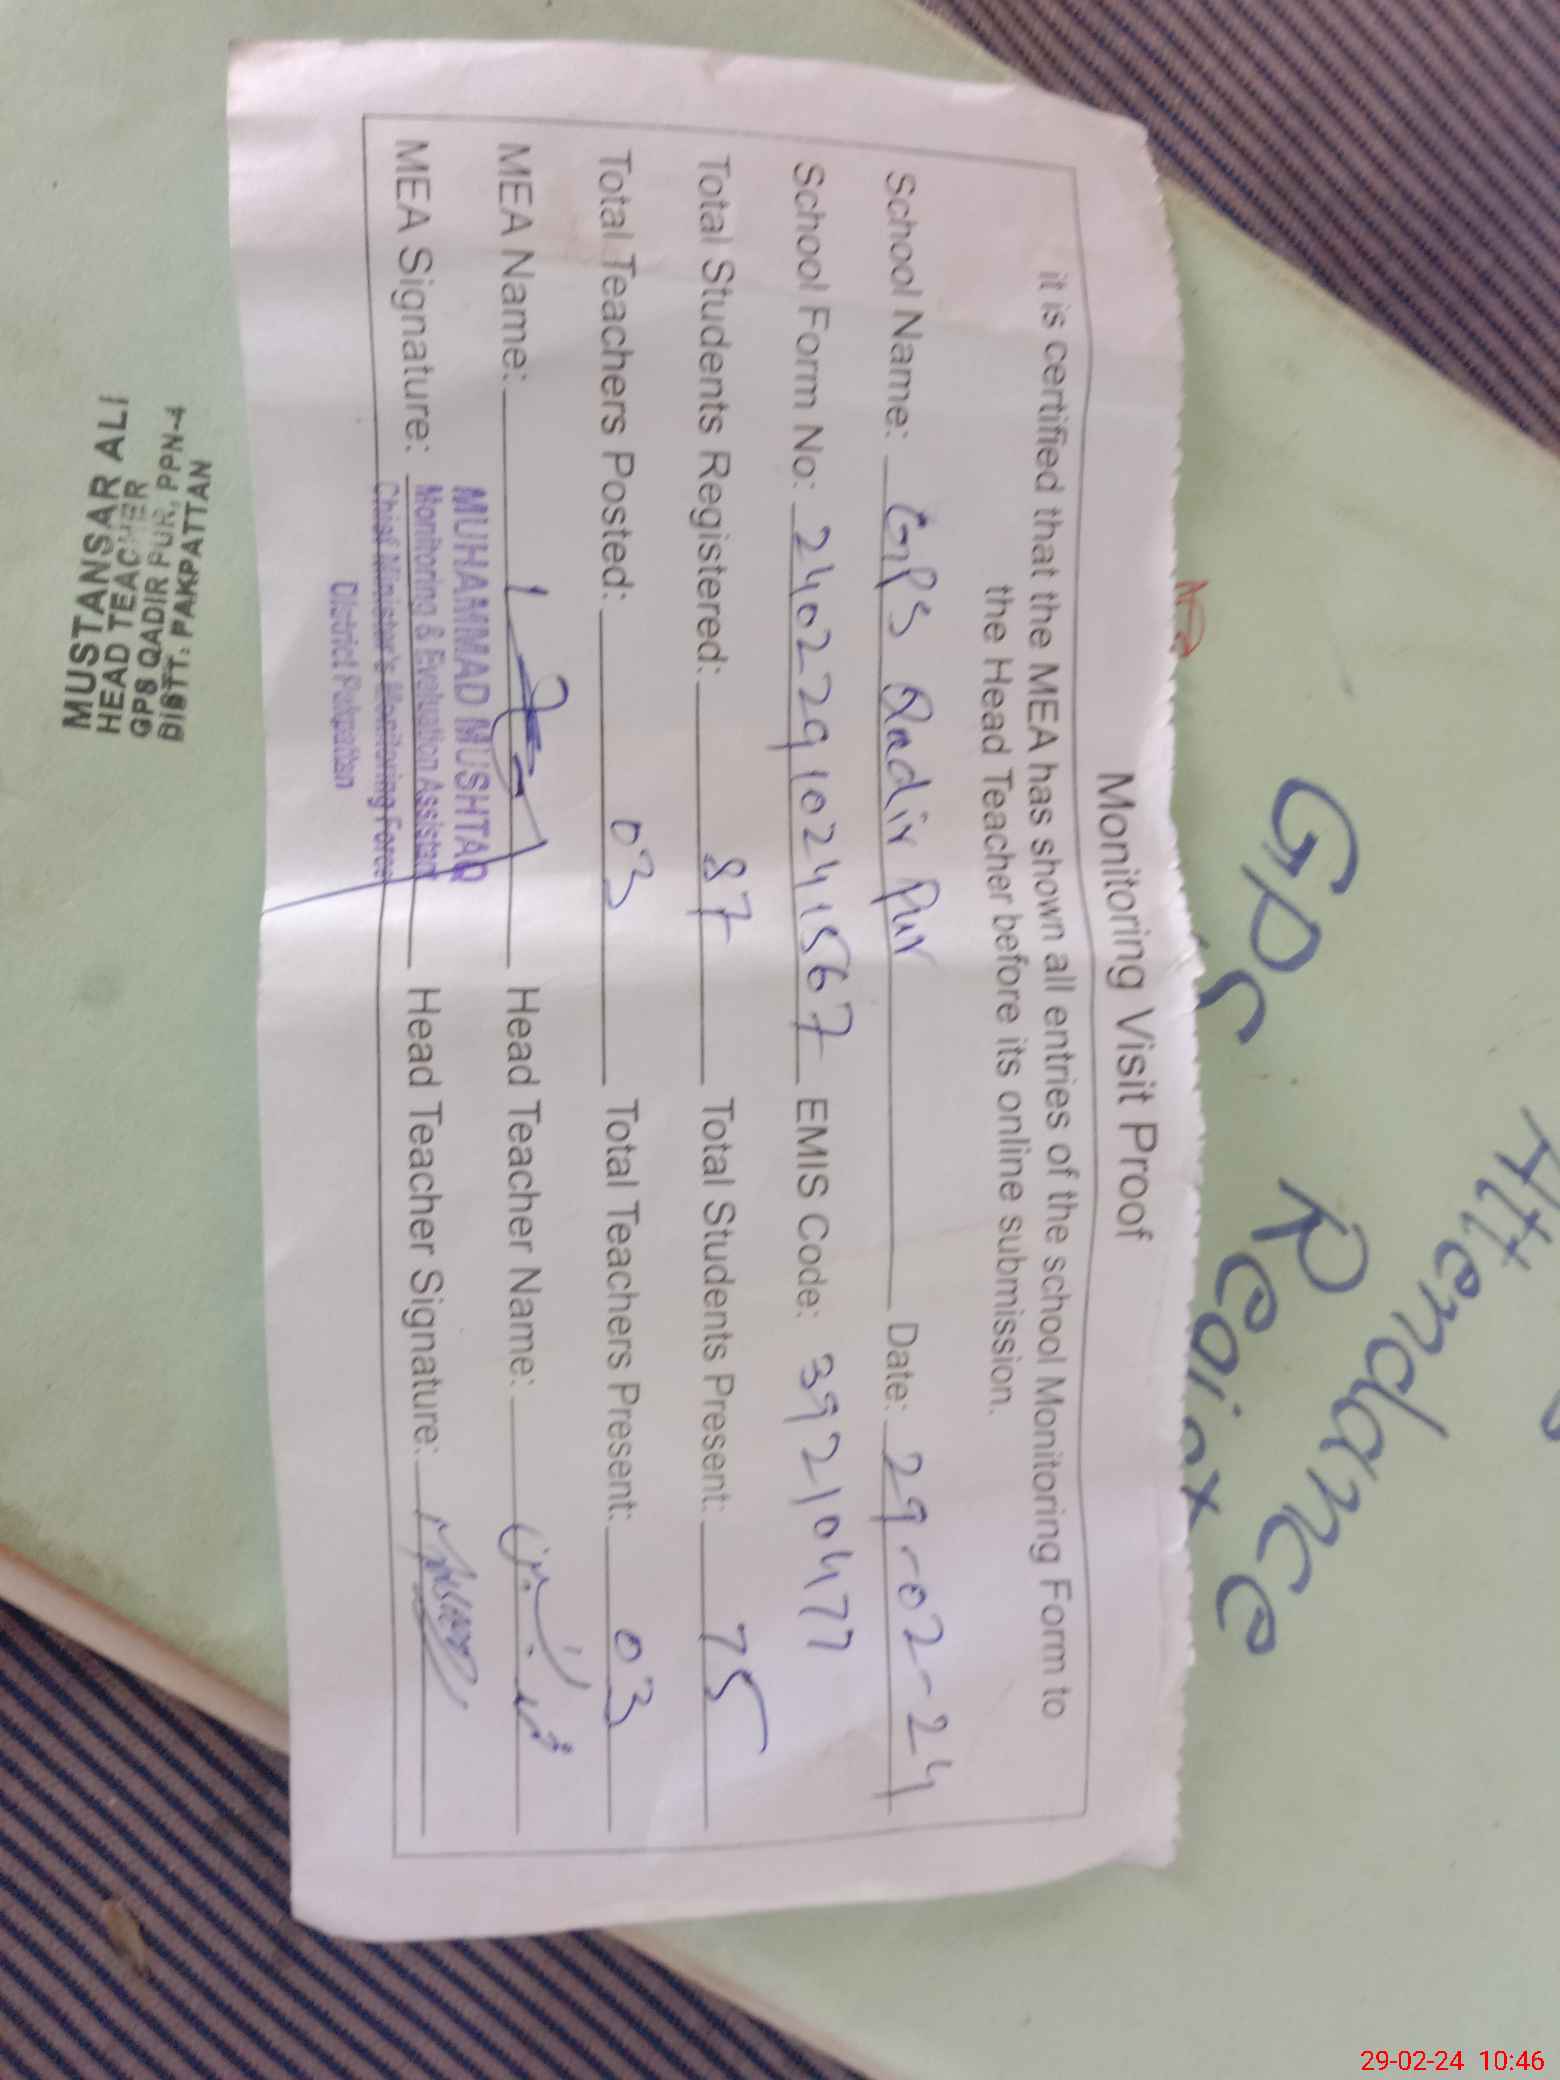 GPS
Attendance
Monitoring Visit Proof
it is certified that the MEA has shown all entries of the school Monitoring Form to
the Head Teacher before its online submission.
School Name: GPS Qadir Pur Date: 29-02-24
School Form No: 24022910241567 EMIS Code: 39210477
Total Students Registered: 87 Total Students Present: 75
Total Teachers Posted: 03 Total Teachers Present: 03
MEA Name: Head Teacher Name:
MUHAMMAD MUSHTAQ
MEA Signature: Head Teacher Signature:
Monitoring & Evaluation Assistant
Chief Minister's Monitoring Force
District Pakpattan
MUSTANSAR ALI
HEAD TEACHER
GPS QADIR PUR, PPN-4
DISTT: PAKPATTAN
29-02-24 10:46